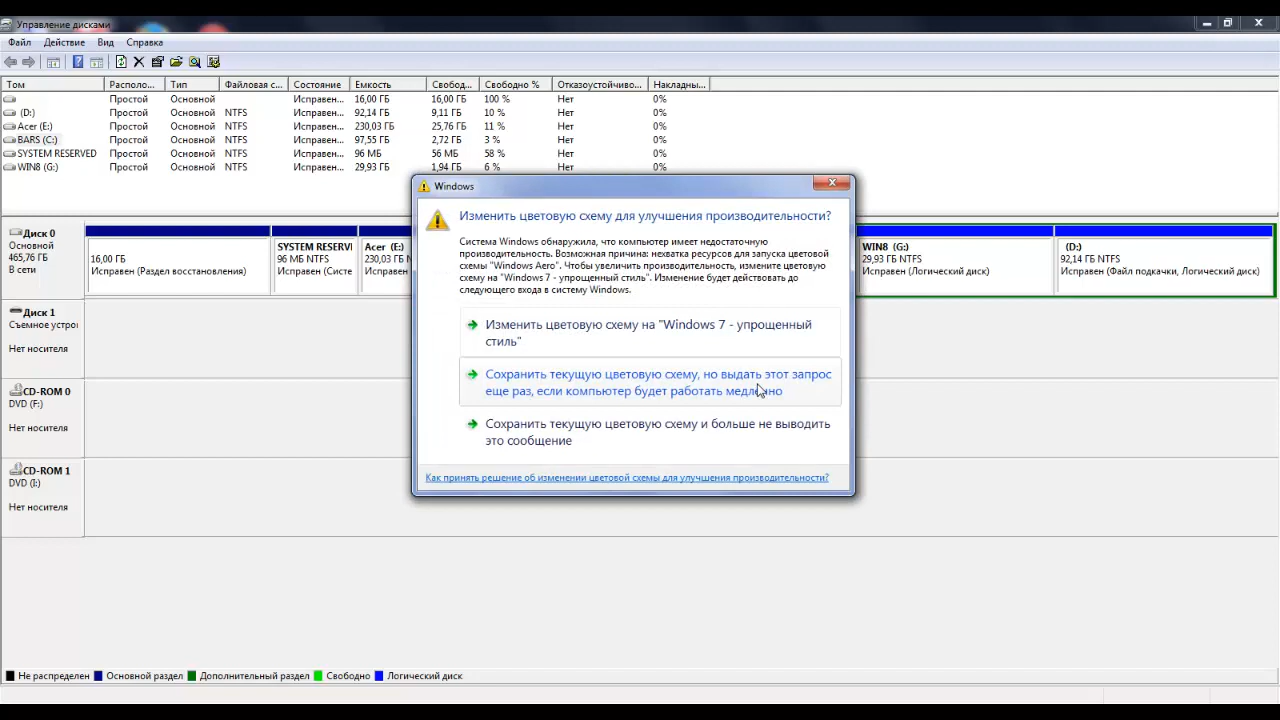 Управление дисками
Файл Действие Вид Справка
Том Располо... Тип Файловая с... Состояние Емкость Свобод... Свободно % Отказоустойчиво... Накладны...
Простой Основной Исправен... 16,00 ГБ 16,00 ГБ 100 % Нет 0%
(D:) Простой Основной NTFS Исправен... 92,14 ГБ 9,11 ГБ 10 % Нет 0%
Acer (E:) Простой Основной NTFS Исправен... 230,03 ГБ 25,76 ГБ 11 % Нет 0%
BARS (C:) Простой Основной NTFS Исправен... 97,55 ГБ 2,72 ГБ 3 % Нет 0%
SYSTEM RESERVED Простой Основной NTFS Исправен... 96 МБ 56 МБ 58 % Нет 0%
WIN8 (G:) Простой Основной NTFS Исправен... 29,93 ГБ 1,94 ГБ 6 % Нет 0%
Диск 0
Основной
465,76 ГБ
В сети
16,00 ГБ
Исправен (Раздел восстановления)
SYSTEM RESERVI
96 МБ NTFS
Исправен (Систе
Acer (E:)
230,03 ГБ N
Исправен
WIN8 (G:)
29,93 ГБ NTFS
Исправен (Логический диск)
(D:)
92,14 ГБ NTFS
Исправен (Файл подкачки, Логический диск)
Диск 1
Съемное устрої
Нет носителя
CD-ROM 0
DVD (F:)
Нет носителя
CD-ROM 1
DVD (I:)
Нет носителя
Windows
Изменить цветовую схему для улучшения производительности?
Система Windows обнаружила, что компьютер имеет недостаточную
производительность. Возможная причина: нехватка ресурсов для запуска цветовой
схемы "Windows Aero". Чтобы увеличить производительность, измените цветовую
схему на "Windows 7 - упрощенный стиль". Изменение будет действовать до
следующего входа в систему Windows.
Изменить цветовую схему на "Windows 7 - упрощенный
стиль"
Сохранить текущую цветовую схему, но выдать этот запрос
еще раз, если компьютер будет работать медленно
Сохранить текущую цветовую схему и больше не выводить
это сообщение
Как принять решение об изменении цветовой схемы для улучшения производительности?
Не распределен Основной раздел Дополнительный раздел Свободно Логический диск